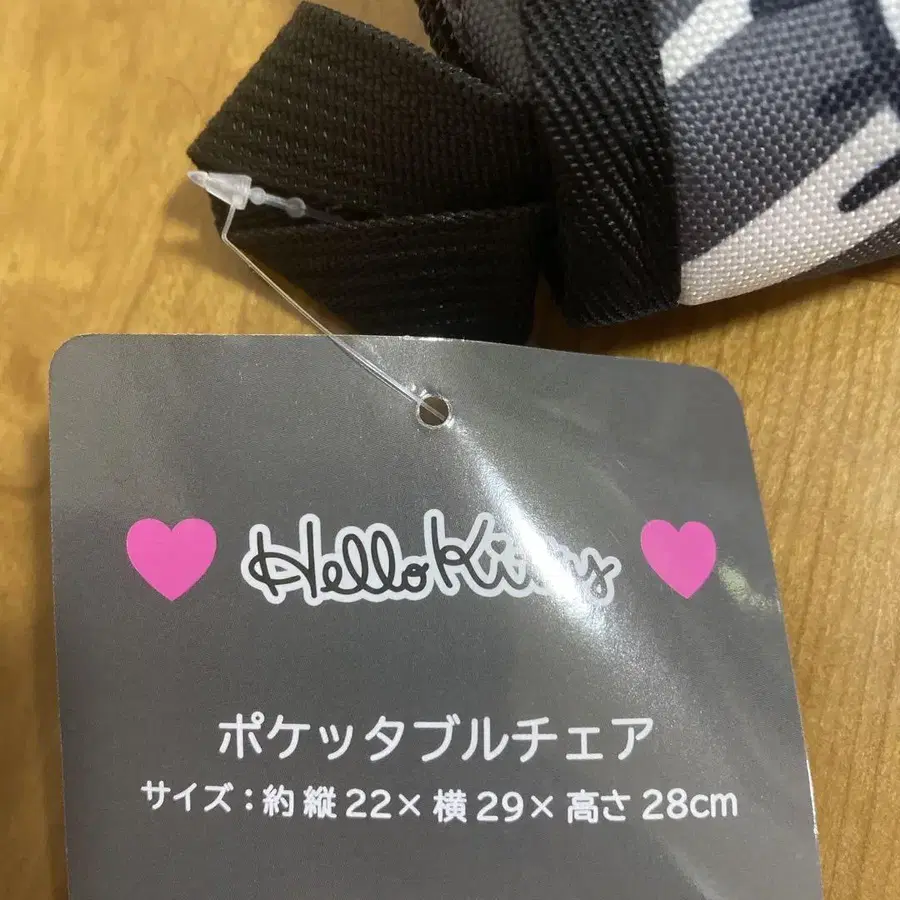 Hello Kitty
ポケッタブルチェア
サイズ：約 縦 22× 横 29× 高さ 28cm